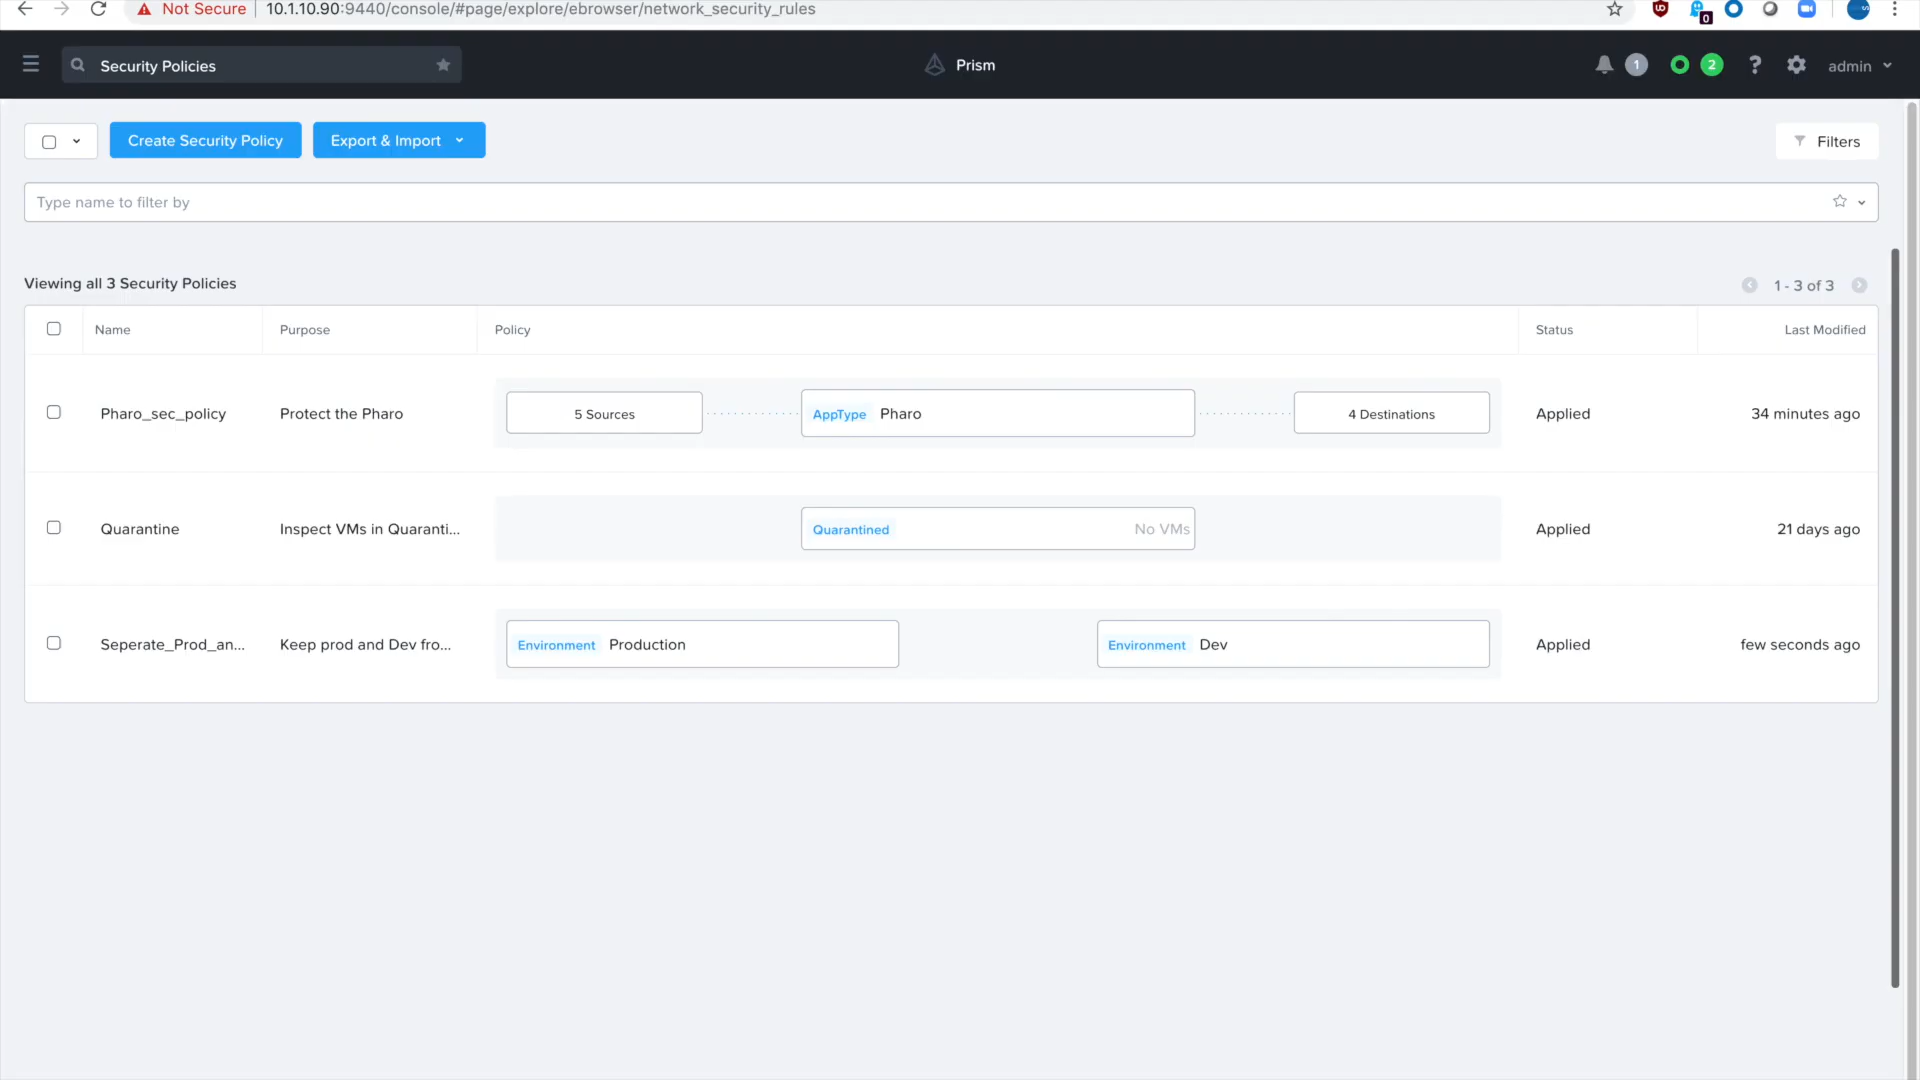 Not Secure 10.1.10.90:9440/console/#page/explore/ebrowser/network_security_rules
0
Security Policies
Prism
1
2
?
admin
Create Security Policy
Export & Import
Filters
Type name to filter by
Viewing all 3 Security Policies
1 - 3 of 3
Name Purpose Policy Status Last Modified
Pharo_sec_policy Protect the Pharo 5 Sources AppType Pharo 4 Destinations Applied 34 minutes ago
Quarantine Inspect VMs in Quaranti... Quarantined No VMs Applied 21 days ago
Seperate_Prod_an... Keep prod and Dev fro... Environment Production Environment Dev Applied few seconds ago